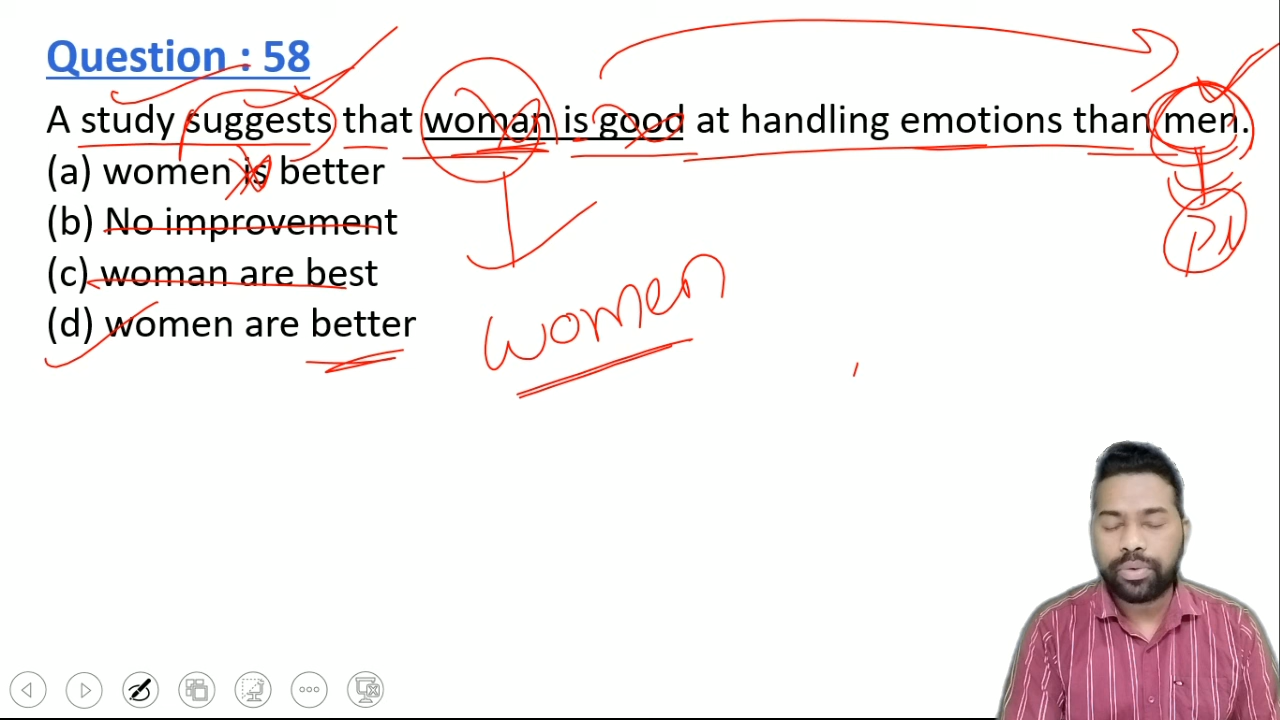 Question : 58
A study suggests that woman is good at handling emotions than men.
(a) women is better
(b) No improvement
(c) woman are best
(d) women are better
women